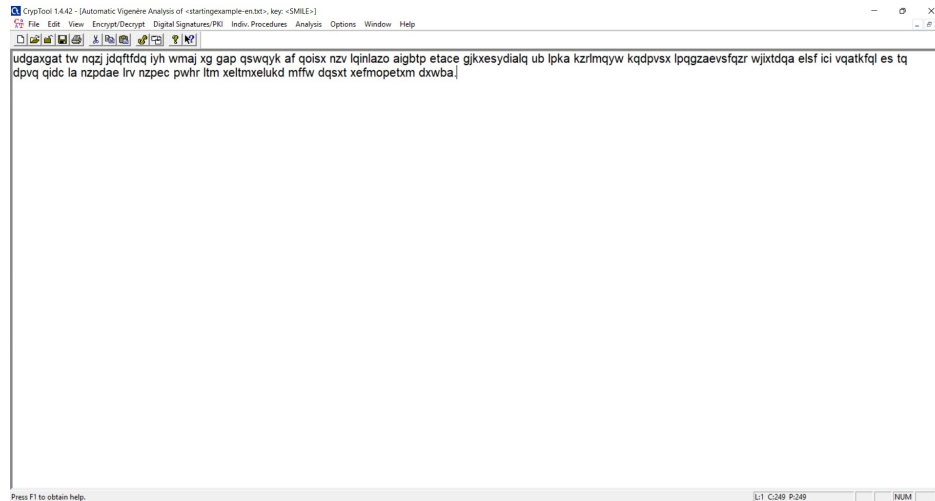 CrypTool 1.4.42 - [Automatic Vigenère Analysis of <startingexample-en.txt>, key: <SMILE>]
File Edit View Encrypt/Decrypt Digital Signatures/PKI Indiv. Procedures Analysis Options Window Help
udgaxgat tw nqzj jdqftfdq iyh wmaj xg gap qswqyk af qoisx nzv lqinlazo aigbtp etace gjkxesydialq ub lpka kzrlmqyw kqdpvsx lpqgzaevsfqzr wjixtdqa elsf ici vqatkfql es tq
dpvq qidc la nzpdae lrv nzpec pwhr ltm xeltmxelukd mffw dqsxt xefmopetxm dxwba.
Press F1 to obtain help.
L:1 C:249 P:249
NUM